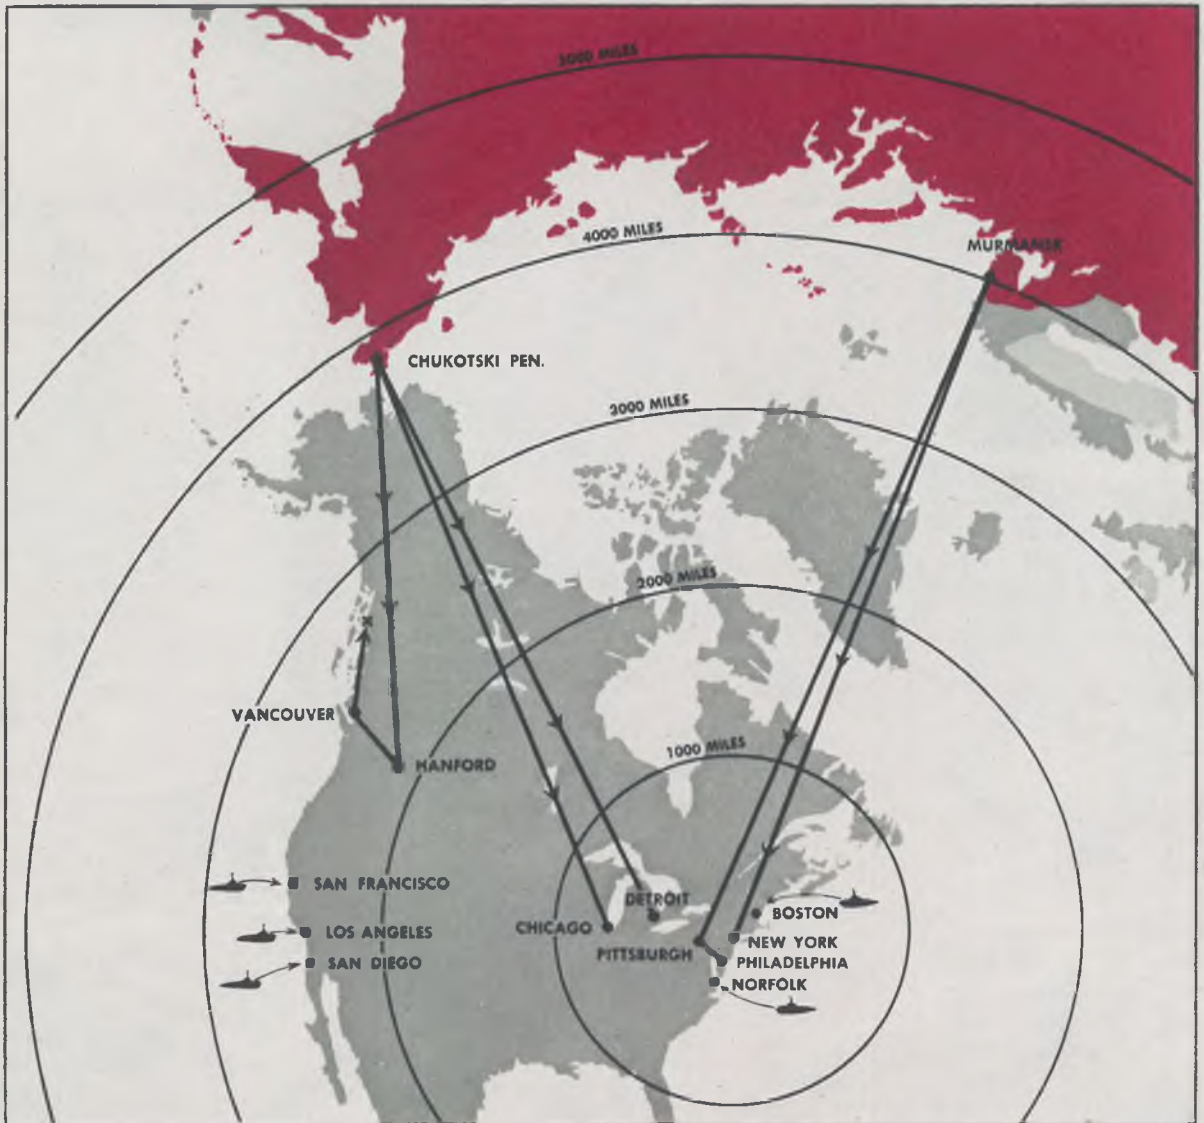 5000 MILES
4000 MILES
MURMANSK
CHUKOTSKI PEN.
3000 MILES
2000 MILES
VANCOUVER
1000 MILES
HANFORD
SAN FRANCISCO
DETROIT
BOSTON
CHICAGO
LOS ANGELES
NEW YORK
PITTSBURGH
PHILADELPHIA
SAN DIEGO
NORFOLK